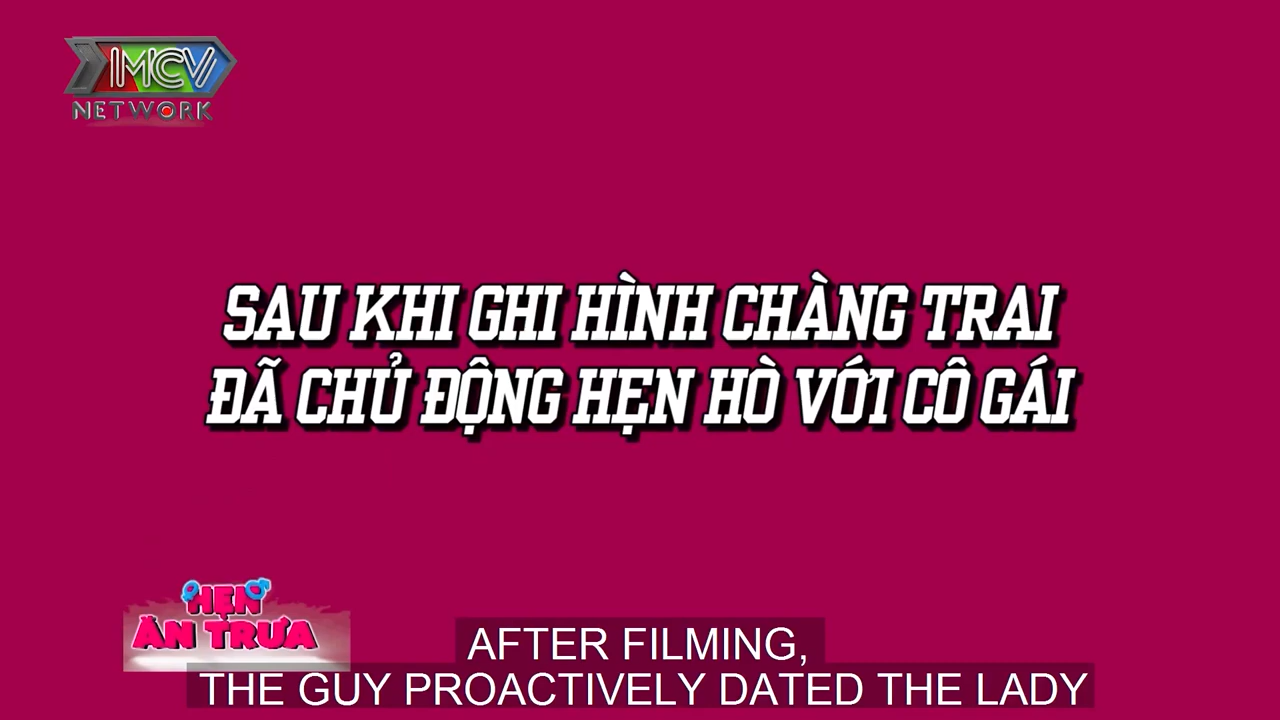 MCV
NETWORK
SAU KHI GHI HÌNH CHÀNG TRAI
ĐÃ CHỦ ĐỘNG HẸN HÒ VỚI CÔ GÁI
HẸN
ĂN TRƯA
AFTER FILMING,
THE GUY PROACTIVELY DATED THE LADY